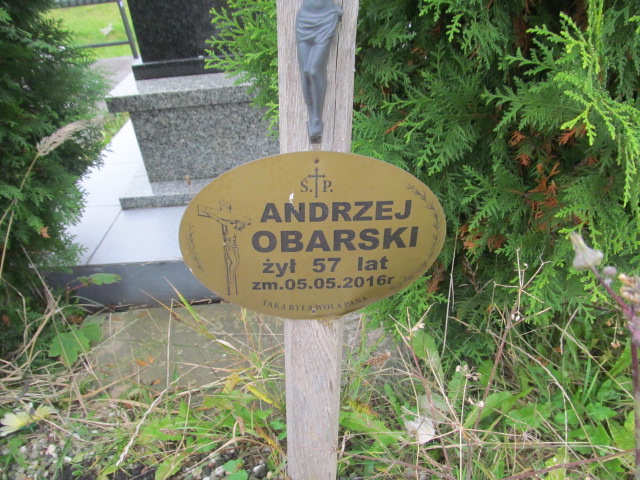 Ś. P.
ANDRZEJ
OBARSKI
żył 57 lat
zm.05.05.2016r
TAKA BYŁA WOLA PANA